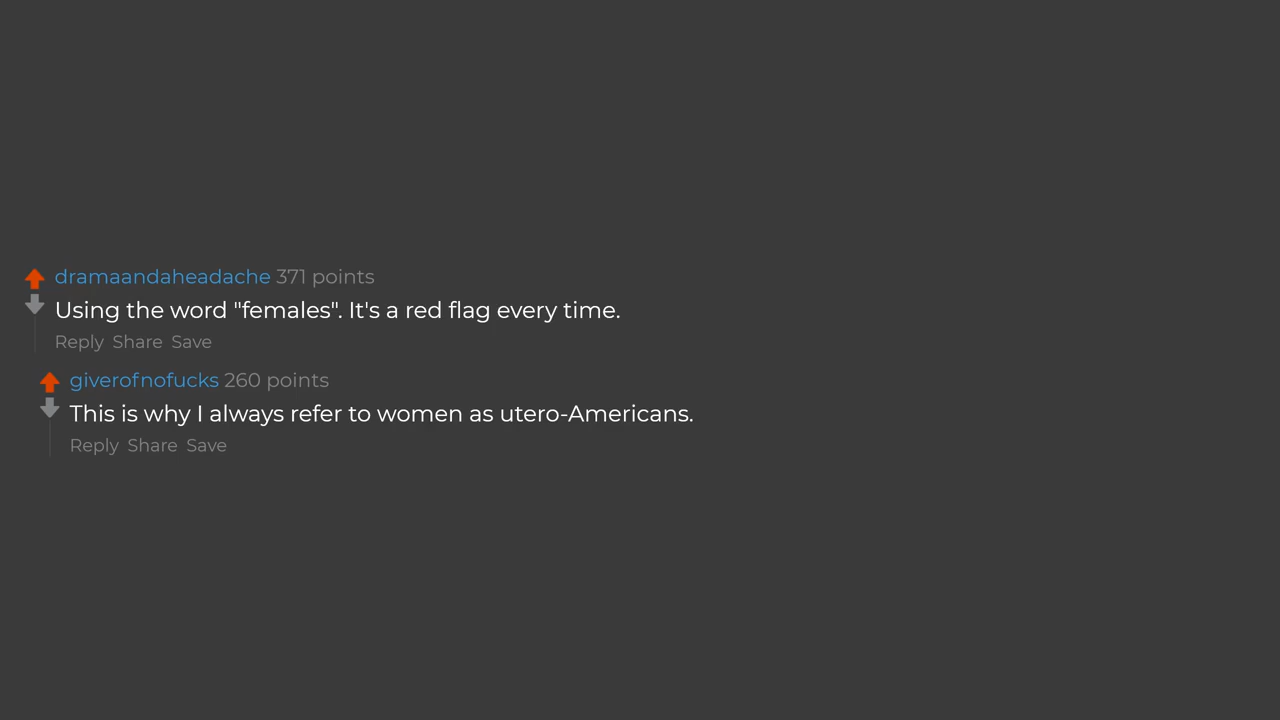 dramaandaheadache 371 points
Using the word "females". It's a red flag every time.
Reply Share Save
giverofnofucks 260 points
This is why I always refer to women as utero-Americans.
Reply Share Save